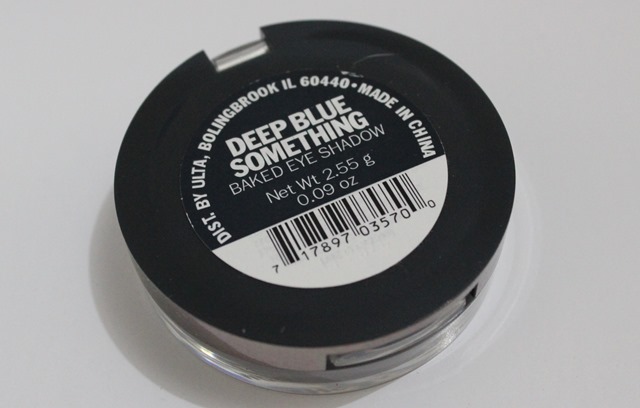 DIST. BY ULTA, BOLINGBROOK IL 60440 • MADE IN CHINA
DEEP BLUE
SOMETHING
BAKED EYE SHADOW
Net Wt 2.55 g
0.09 oz
7 17897 03570 0